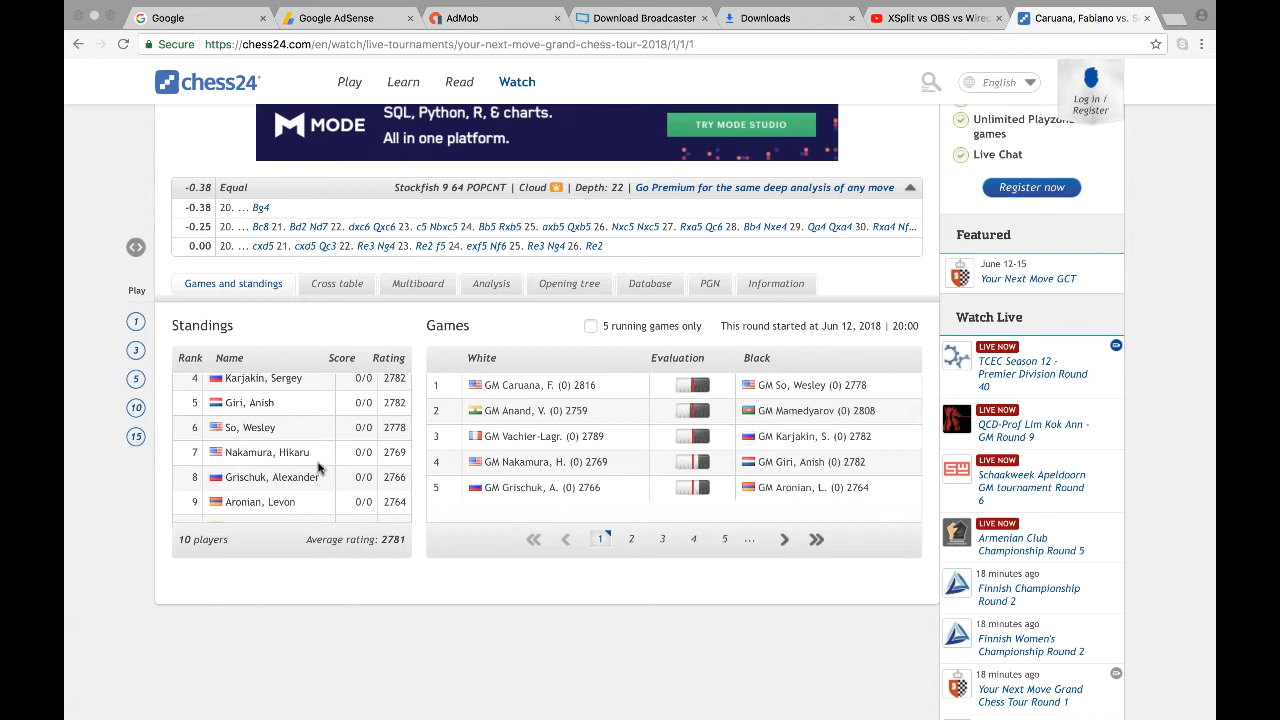 Google
Google AdSense
AdMob
Download Broadcaster
Downloads
XSplit vs OBS vs Wire
Caruana, Fabiano vs. S
Secure
https://chess24.com/en/watch/live-tournaments/your-next-move-grand-chess-tour-2018/1/1/1
chess24
Play
Learn
Read
Watch
English
Log in /
Register
MODE
SQL, Python, R, & charts.
All in one platform.
TRY MODE STUDIO
Unlimited Playzone
games
Live Chat
Register now
-0.38 Equal Stockfish 9 64 POPCNT | Cloud | Depth: 22 | Go Premium for the same deep analysis of any move
-0.38 20. ... Bg4
-0.25 20. ... Bc8 21. Bd2 Nd7 22. dxc6 Qxc6 23. c5 Nbxc5 24. Bb5 Rxb5 25. axb5 Qxb5 26. Nxc5 Nxc5 27. Rxa5 Qc6 28. Bb4 Nxe4 29. Qa4 Qxa4 30. Rxa4 Nf...
0.00 20. ... cxd5 21. cxd5 Qc3 22. Re3 Ng4 23. Re2 f5 24. exf5 Nf6 25. Re3 Ng4 26. Re2
Games and standings
Cross table
Multiboard
Analysis
Opening tree
Database
PGN
Information
Play
1
3
5
10
15
Standings
Rank Name Score Rating
4 Karjakin, Sergey 0/0 2782
5 Giri, Anish 0/0 2782
6 So, Wesley 0/0 2778
7 Nakamura, Hikaru 0/0 2769
8 Grischuk, Alexander 0/0 2766
9 Aronian, Levon 0/0 2764
10 players Average rating: 2781
Games
5 running games only
This round started at Jun 12, 2018 | 20:00
White Evaluation Black
1 GM Caruana, F. (0) 2816 GM So, Wesley (0) 2778
2 GM Anand, V. (0) 2759 GM Mamedyarov (0) 2808
3 GM Vachier-Lagr. (0) 2789 GM Karjakin, S. (0) 2782
4 GM Nakamura, H. (0) 2769 GM Giri, Anish (0) 2782
5 GM Grischuk, A. (0) 2766 GM Aronian, L. (0) 2764
1 2 3 4 5 ...
Featured
June 12-15
Your Next Move GCT
Watch Live
LIVE NOW
TCEC Season 12 -
Premier Division Round
40
LIVE NOW
QCD-Prof Lim Kok Ann -
GM Round 9
LIVE NOW
Schaakweek Apeldoorn
GM tournament Round
6
LIVE NOW
Armenian Club
Championship Round 5
18 minutes ago
Finnish Championship
Round 2
18 minutes ago
Finnish Women's
Championship Round 2
18 minutes ago
Your Next Move Grand
Chess Tour Round 1